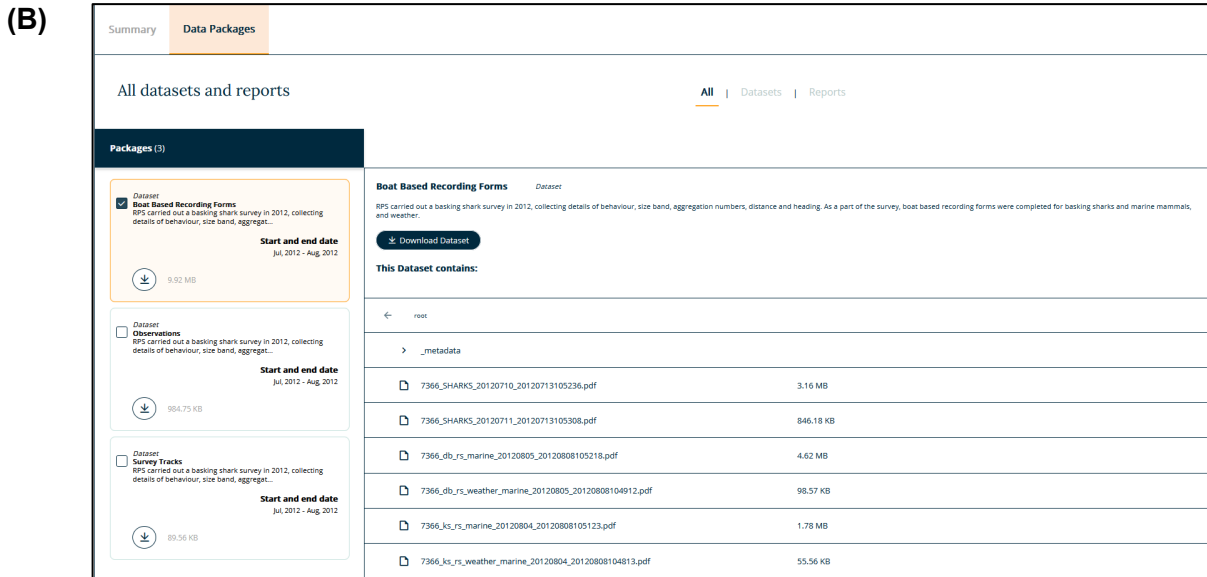 (B)
Summary Data Packages
All datasets and reports
All | Datasets | Reports
Packages (3)
Dataset
Boat Based Recording Forms
RPS carried out a basking shark survey in 2012, collecting
details of behaviour, size band, aggregat...
Start and end date
Jul, 2012 - Aug, 2012
9.92 MB
Dataset
Observations
RPS carried out a basking shark survey in 2012, collecting
details of behaviour, size band, aggregat...
Start and end date
Jul, 2012 - Aug, 2012
984.75 KB
Dataset
Survey Tracks
RPS carried out a basking shark survey in 2012, collecting
details of behaviour, size band, aggregat...
Start and end date
Jul, 2012 - Aug, 2012
89.56 KB
Boat Based Recording Forms Dataset
RPS carried out a basking shark survey in 2012, collecting details of behaviour, size band, aggregation numbers, distance and heading. As a part of the survey, boat based recording forms were completed for basking sharks and marine mammals,
and weather.
Download Dataset
This Dataset contains:
root
_metadata
7366_SHARKS_20120710_20120713105236.pdf 3.16 MB
7366_SHARKS_20120711_20120713105308.pdf 846.18 KB
7366_db_rs_marine_20120805_20120808105218.pdf 4.62 MB
7366_db_rs_weather_marine_20120805_20120808104912.pdf 98.57 KB
7366_ks_rs_marine_20120804_20120808105123.pdf 1.78 MB
7366_ks_rs_weather_marine_20120804_20120808104813.pdf 55.56 KB